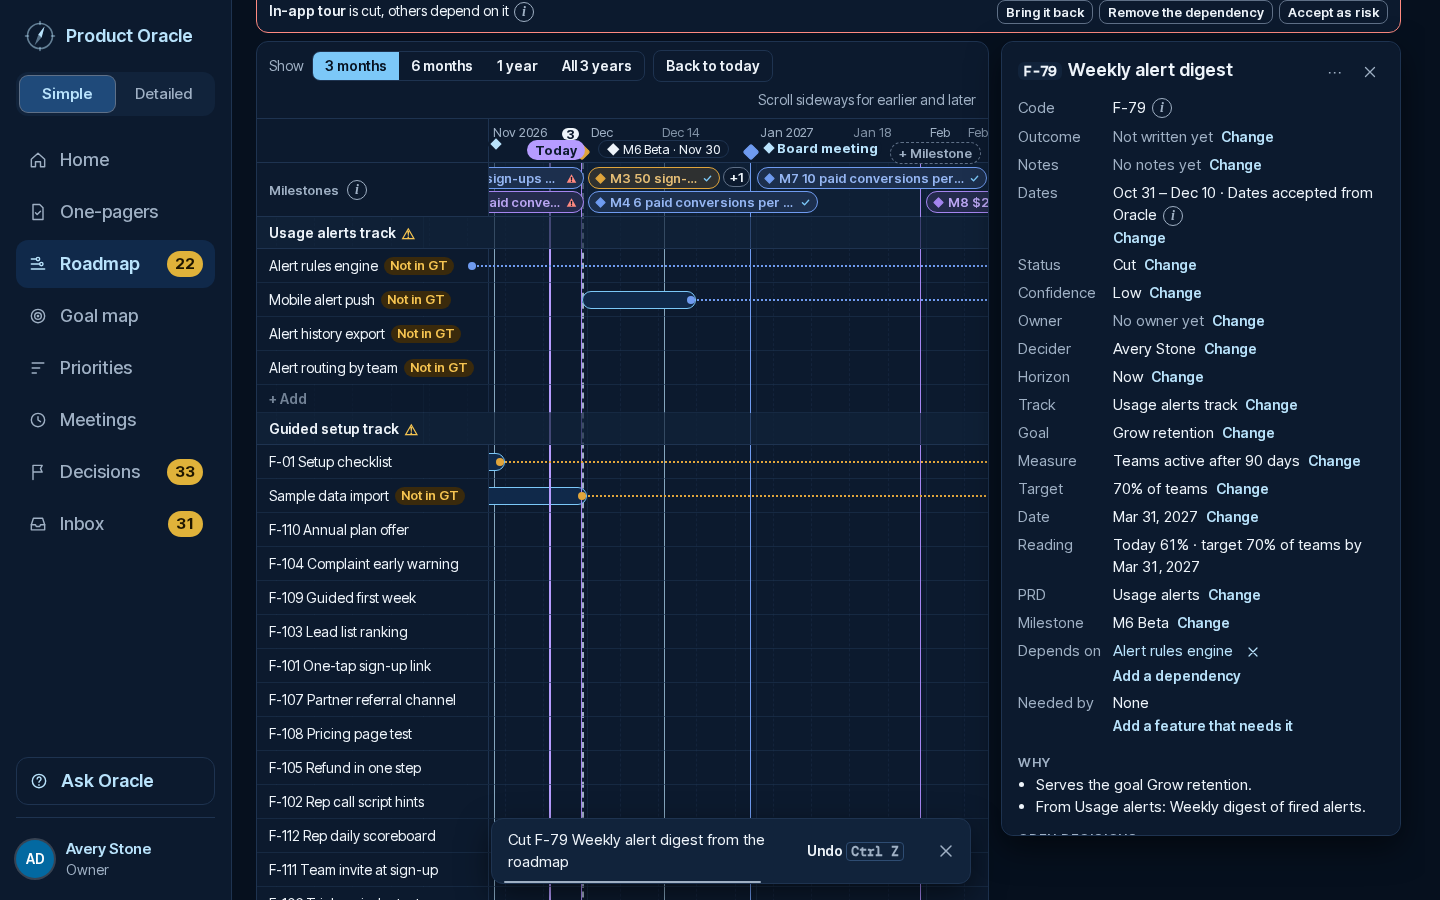 Product Oracle
Simple
Detailed
Home
One-pagers
Roadmap 22
Goal map
Priorities
Meetings
Decisions 33
Inbox 31
Ask Oracle
AD
Avery Stone
Owner
In-app tour is cut, others depend on it i
Bring it back
Remove the dependency
Accept as risk
Show
3 months
6 months
1 year
All 3 years
Back to today
Scroll sideways for earlier and later
Nov 2026
3
Dec
Dec 14
Jan 2027
Jan 18
Feb
Feb
Today
M6 Beta · Nov 30
Board meeting
+ Milestone
Milestones i
sign-ups ...
M3 50 sign-...
+1
M7 10 paid conversions per...
paid conve...
M4 6 paid conversions per ...
M8 $2
Usage alerts track
Alert rules engine Not in GT
Mobile alert push Not in GT
Alert history export Not in GT
Alert routing by team Not in GT
+ Add
Guided setup track
F-01 Setup checklist
Sample data import Not in GT
F-110 Annual plan offer
F-104 Complaint early warning
F-109 Guided first week
F-103 Lead list ranking
F-101 One-tap sign-up link
F-107 Partner referral channel
F-108 Pricing page test
F-105 Refund in one step
F-102 Rep call script hints
F-112 Rep daily scoreboard
F-111 Team invite at sign-up
Cut F-79 Weekly alert digest from the
roadmap
Undo Ctrl Z
F-79 Weekly alert digest
...
Code F-79 i
Outcome Not written yet Change
Notes No notes yet Change
Dates Oct 31 – Dec 10 · Dates accepted from
Oracle i
Change
Status Cut Change
Confidence Low Change
Owner No owner yet Change
Decider Avery Stone Change
Horizon Now Change
Track Usage alerts track Change
Goal Grow retention Change
Measure Teams active after 90 days Change
Target 70% of teams Change
Date Mar 31, 2027 Change
Reading Today 61% · target 70% of teams by
Mar 31, 2027
PRD Usage alerts Change
Milestone M6 Beta Change
Depends on Alert rules engine
Add a dependency
Needed by None
Add a feature that needs it
WHY
• Serves the goal Grow retention.
• From Usage alerts: Weekly digest of fired alerts.